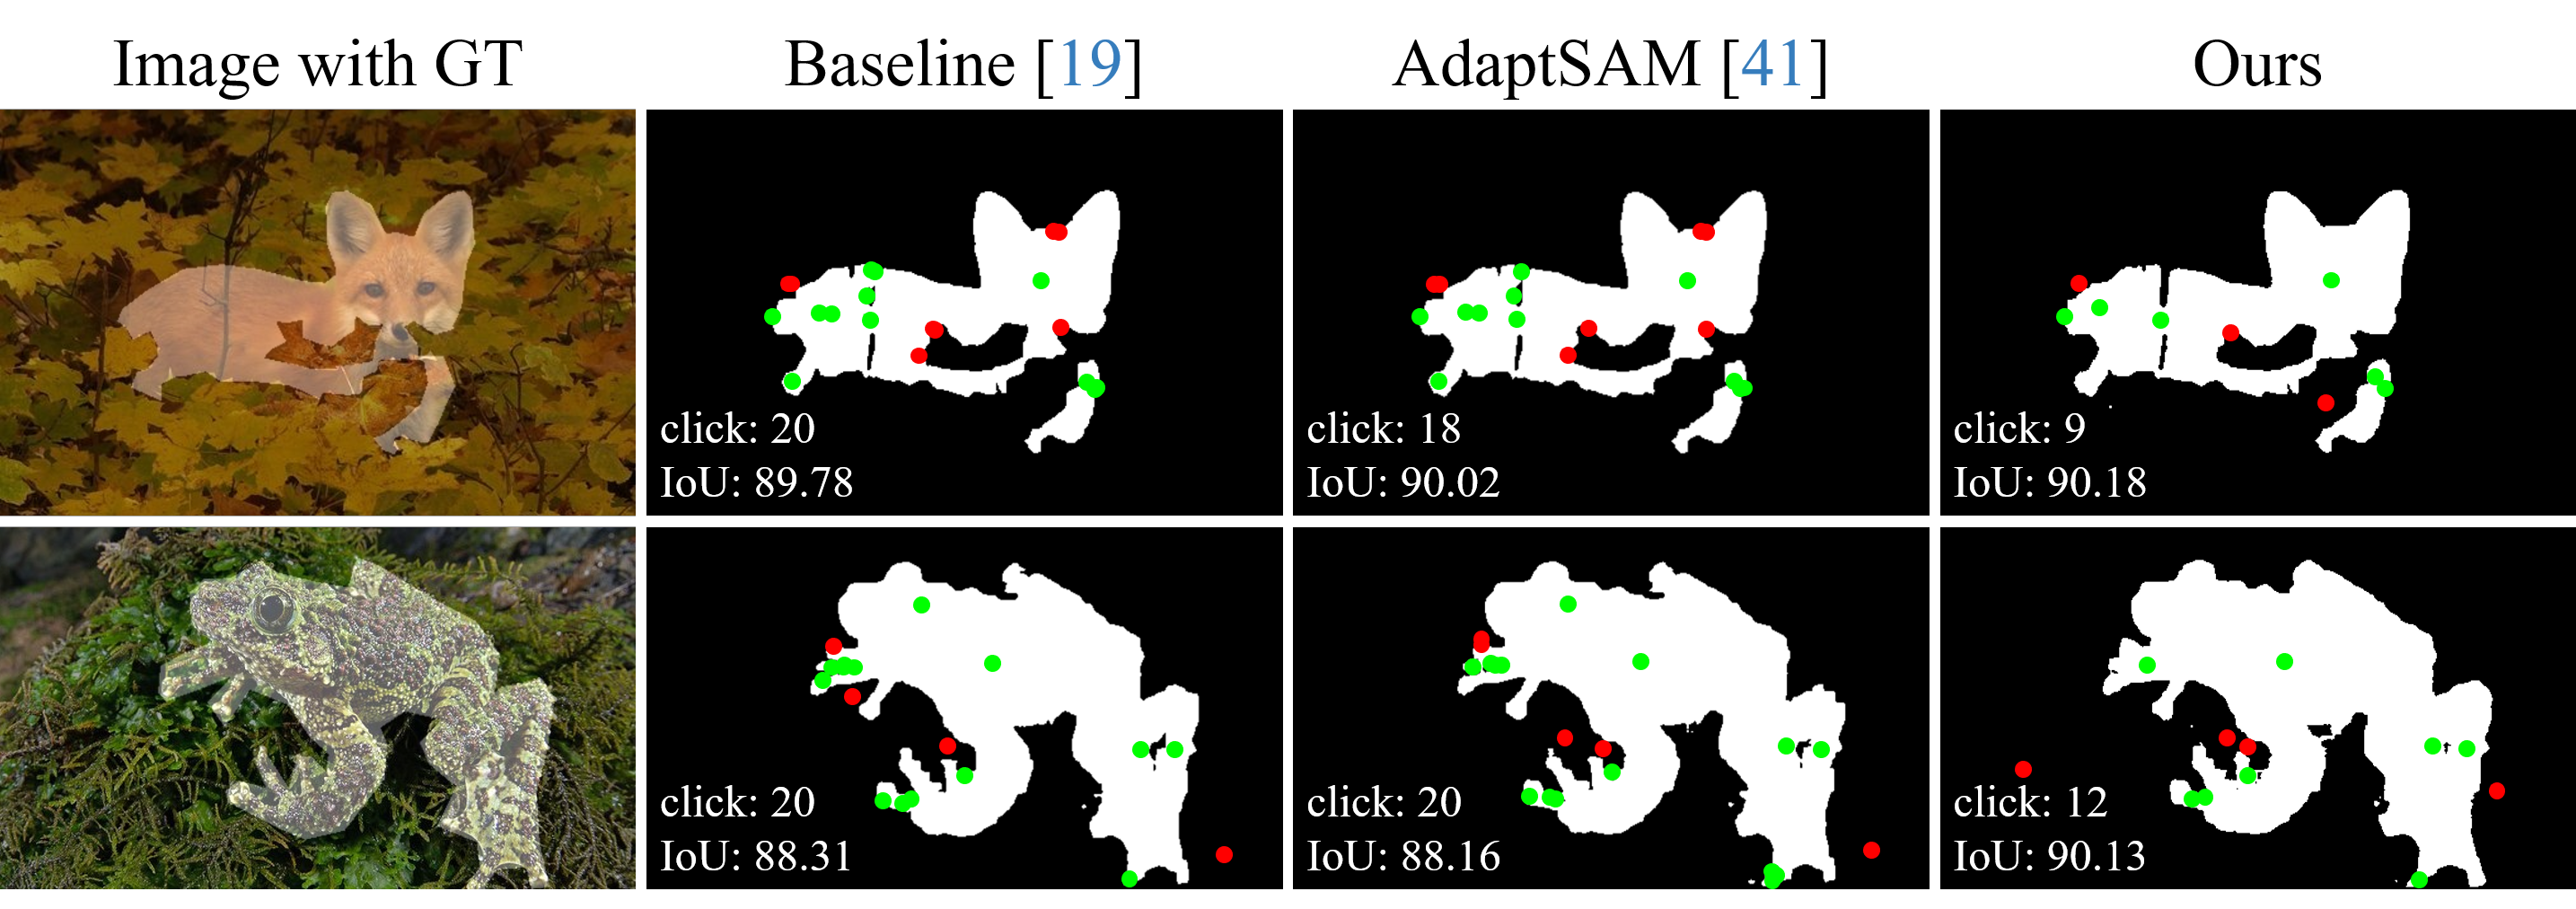 Image with GT
Baseline [19]
AdaptSAM [41]
Ours
click: 20
IoU: 89.78
click: 18
IoU: 90.02
click: 9
IoU: 90.18
click: 20
IoU: 88.31
click: 20
IoU: 88.16
click: 12
IoU: 90.13